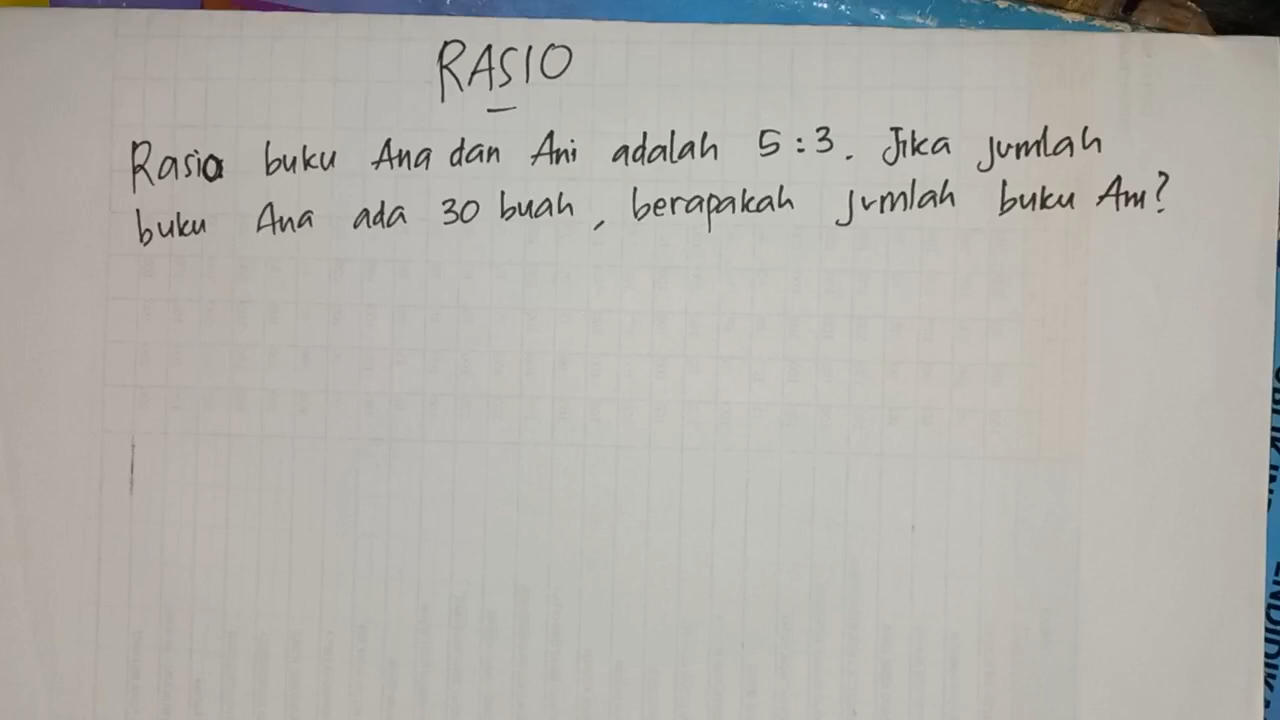 RASIO
Rasio buku Ana dan Ani adalah 5:3. Jika jumlah
buku Ana ada 30 buah, berapakah jumlah buku Ani?